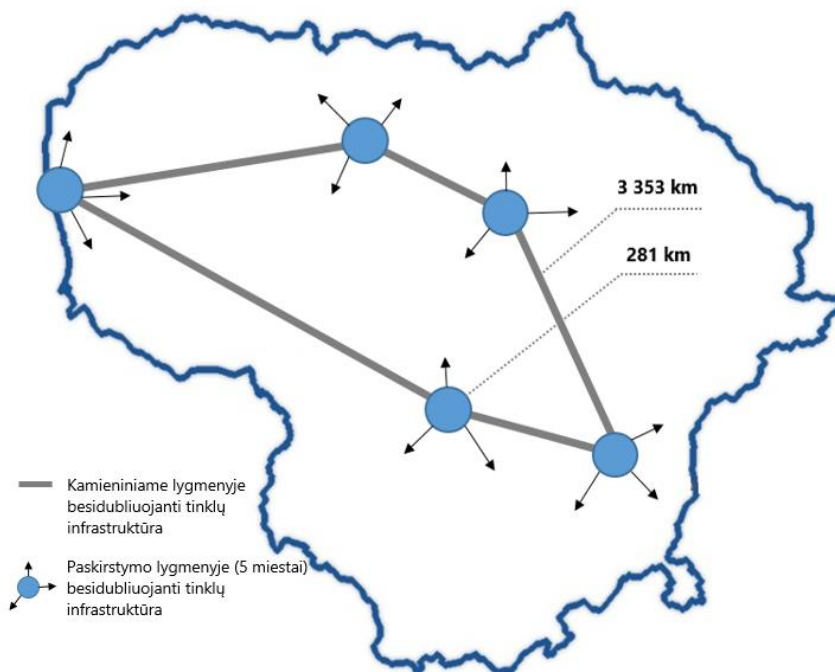 3 353 km
281 km
Kamieniniame lygmenyje
besidubliuojanti tinklų
infrastruktūra
Paskirstymo lygmenyje (5 miestai)
besidubliuojanti tinklų
infrastruktūra